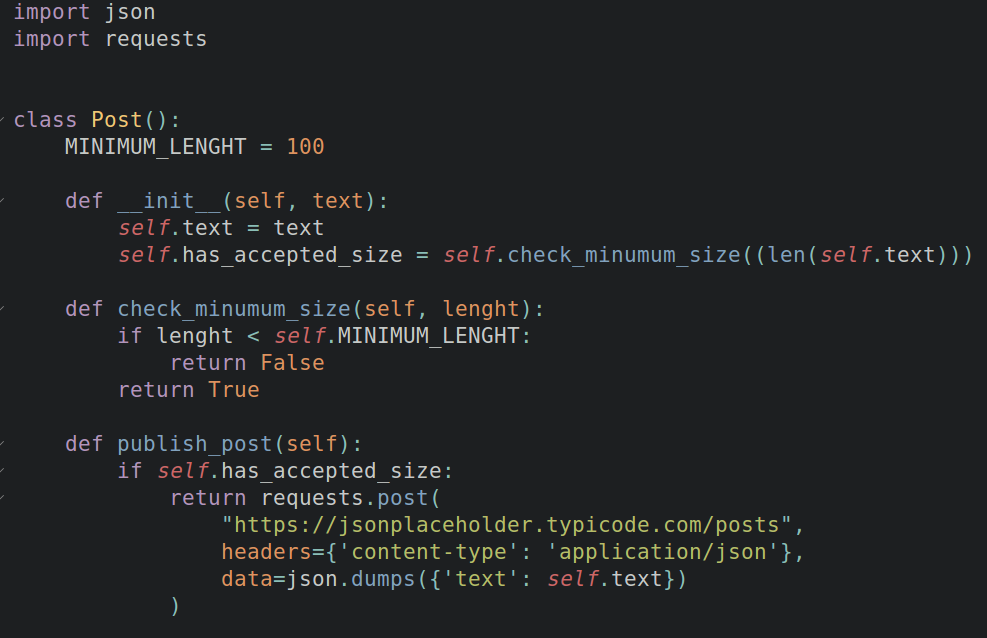 import json
import requests
class Post():
    MINIMUM_LENGHT = 100
    def __init__(self, text):
        self.text = text
        self.has_accepted_size = self.check_minumum_size((len(self.text)))
    def check_minumum_size(self, lenght):
        if lenght < self.MINIMUM_LENGHT:
            return False
        return True
    def publish_post(self):
        if self.has_accepted_size:
            return requests.post(
                "https://jsonplaceholder.typicode.com/posts",
                headers={'content-type': 'application/json'},
                data=json.dumps({'text': self.text})
            )